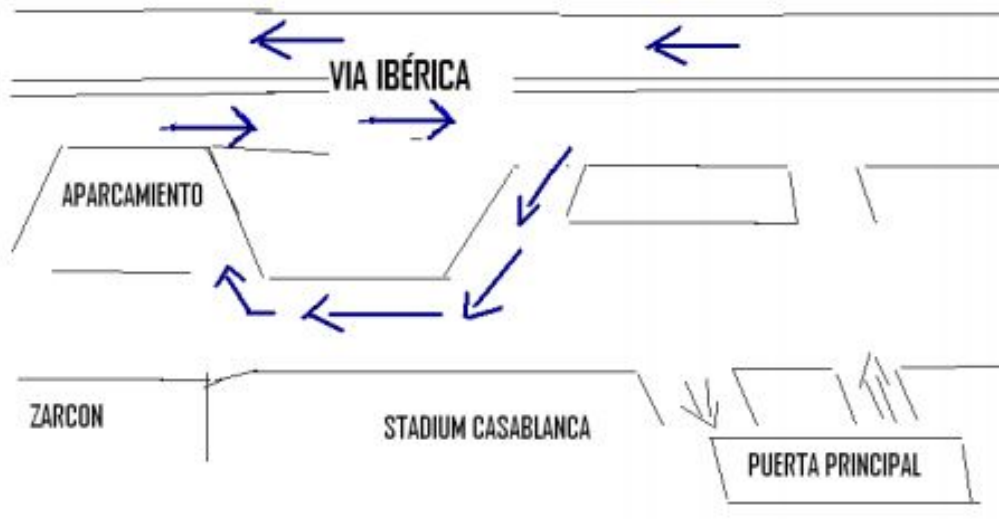 VIA IBÉRICA
APARCAMIENTO
ZARCON
STADIUM CASABLANCA
PUERTA PRINCIPAL